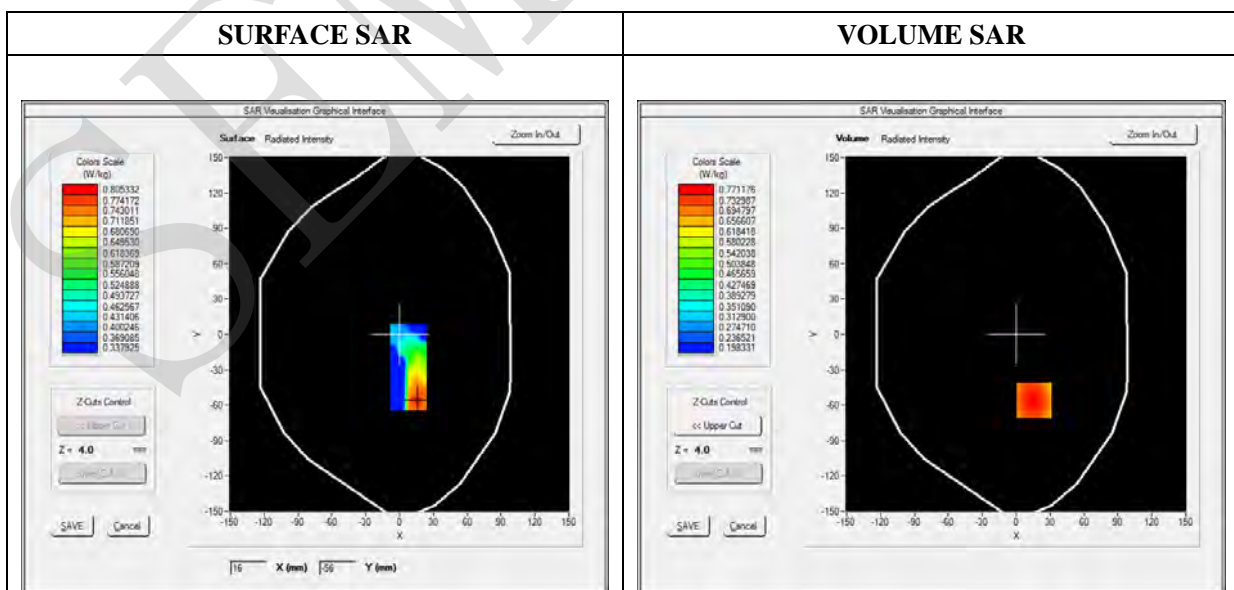 SURFACE SAR
VOLUME SAR
SAR Visualisation Graphical Interface
Surface Radiated Intensity
Zoom In/Out
Colors Scale
(W/kg)
0.805332
0.774172
0.743011
0.711851
0.680690
0.649530
0.618369
0.587209
0.556048
0.524888
0.493727
0.462567
0.431406
0.400246
0.369085
0.337925
Z-Cuts Control
<< Upper Cut
Z = 4.0 mm
SAVE
Cancel
150
120
90
60
30
0
-30
-60
-90
-120
-150
Y
-150 -120 -90 -60 -30 0 30 60 90 120 150
X
16 X (mm) -56 Y (mm)
SAR Visualisation Graphical Interface
Volume Radiated Intensity
Zoom In/Out
Colors Scale
(W/kg)
0.771176
0.732987
0.694797
0.656607
0.618418
0.580228
0.542038
0.503848
0.465659
0.427469
0.389279
0.351090
0.312900
0.274710
0.236521
0.198331
Z-Cuts Control
<< Upper Cut
Z = 4.0 mm
SAVE
Cancel
150
120
90
60
30
0
-30
-60
-90
-120
-150
Y
-150 -120 -90 -60 -30 0 30 60 90 120 150
X